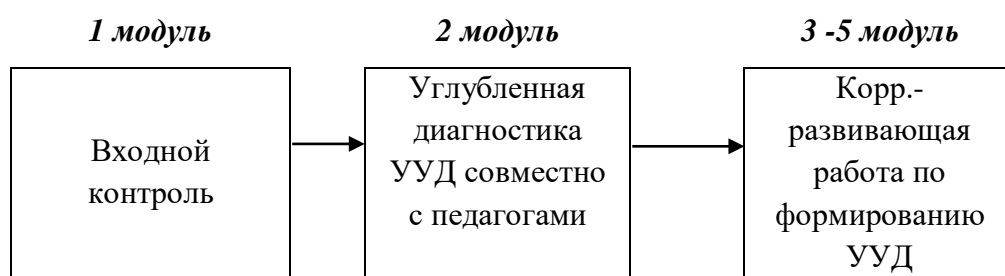 1 модуль
2 модуль
3 -5 модуль
Входной
контроль
Углубленная
диагностика
УУД совместно
с педагогами
Корр.-
развивающая
работа по
формированию
УУД